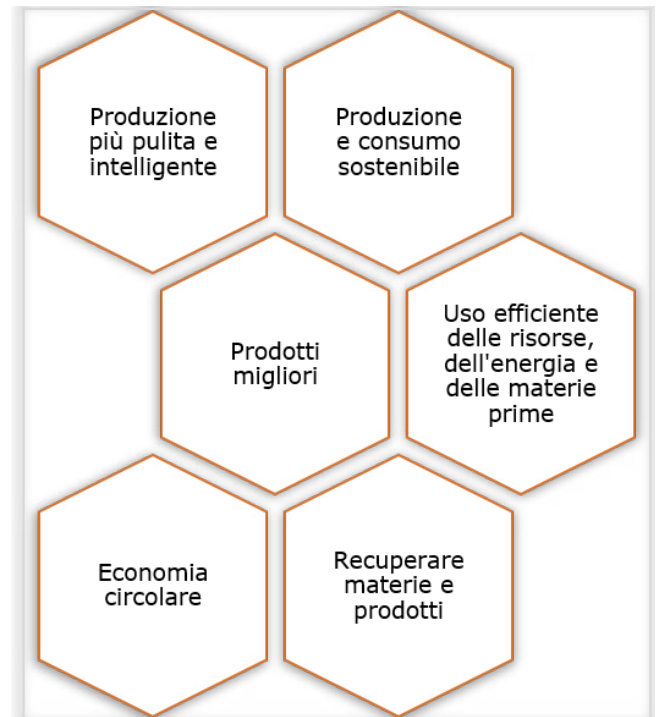 Produzione
più pulita e
intelligente
Produzione
e consumo
sostenibile
Prodotti
migliori
Uso efficiente
delle risorse,
dell'energia e
delle materie
prime
Economia
circolare
Recuperare
materie e
prodotti